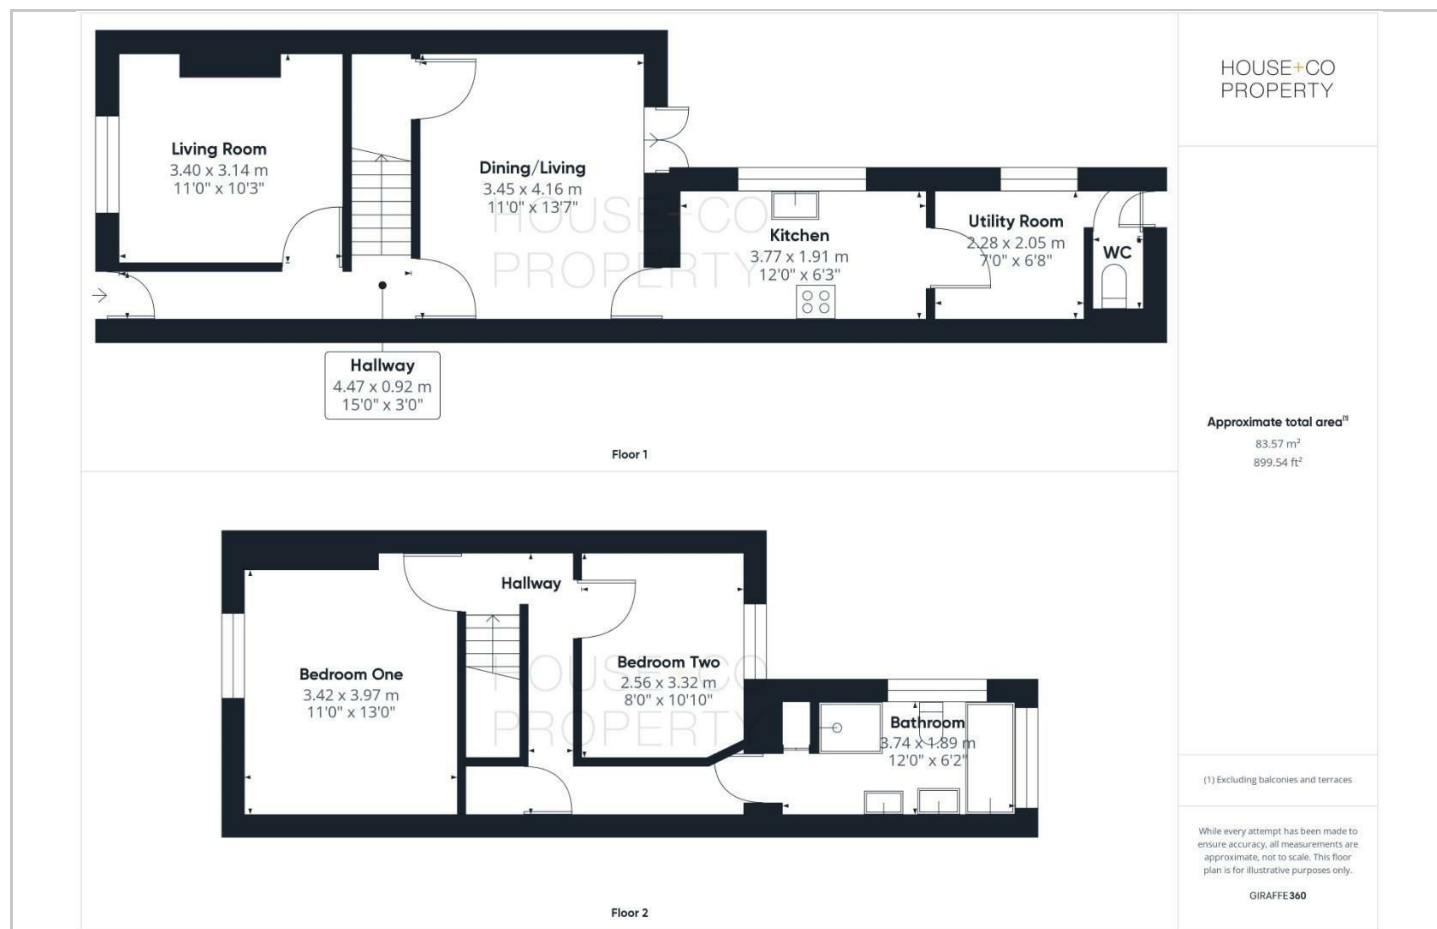 HOUSE+CO
PROPERTY
Living Room
3.40 x 3.14 m
11'0" x 10'3"
Dining/Living
3.45 x 4.16 m
11'0" x 13'7"
HOUSE+CO
PROPERTY
Kitchen
3.77 x 1.91 m
12'0" x 6'3"
Utility Room
2.28 x 2.05 m
7'0" x 6'8"
WC
Hallway
4.47 x 0.92 m
15'0" x 3'0"
Floor 1
Approximate total area(1)
83.57 m²
899.54 ft²
Hallway
Bedroom One
3.42 x 3.97 m
11'0" x 13'0"
Bedroom Two
2.56 x 3.32 m
8'0" x 10'10"
HOUSE+CO
PROPERTY
Bathroom
3.74 x 1.89 m
12'0" x 6'2"
Floor 2
(1) Excluding balconies and terraces
While every attempt has been made to
ensure accuracy, all measurements are
approximate, not to scale. This floor
plan is for illustrative purposes only.
GIRAFFE360